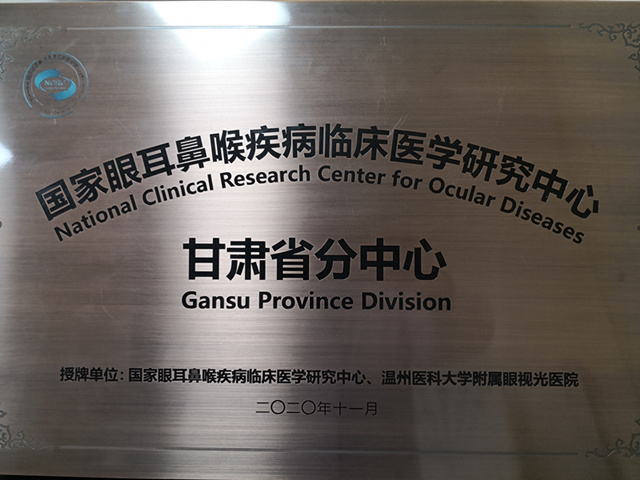 国家眼耳鼻喉疾病临床医学研究中心
National Clinical Research Center for Ocular Diseases
甘肃省分中心
Gansu Province Division
授牌单位：国家眼耳鼻喉疾病临床医学研究中心、温州医科大学附属眼视光医院
二〇二〇年十一月